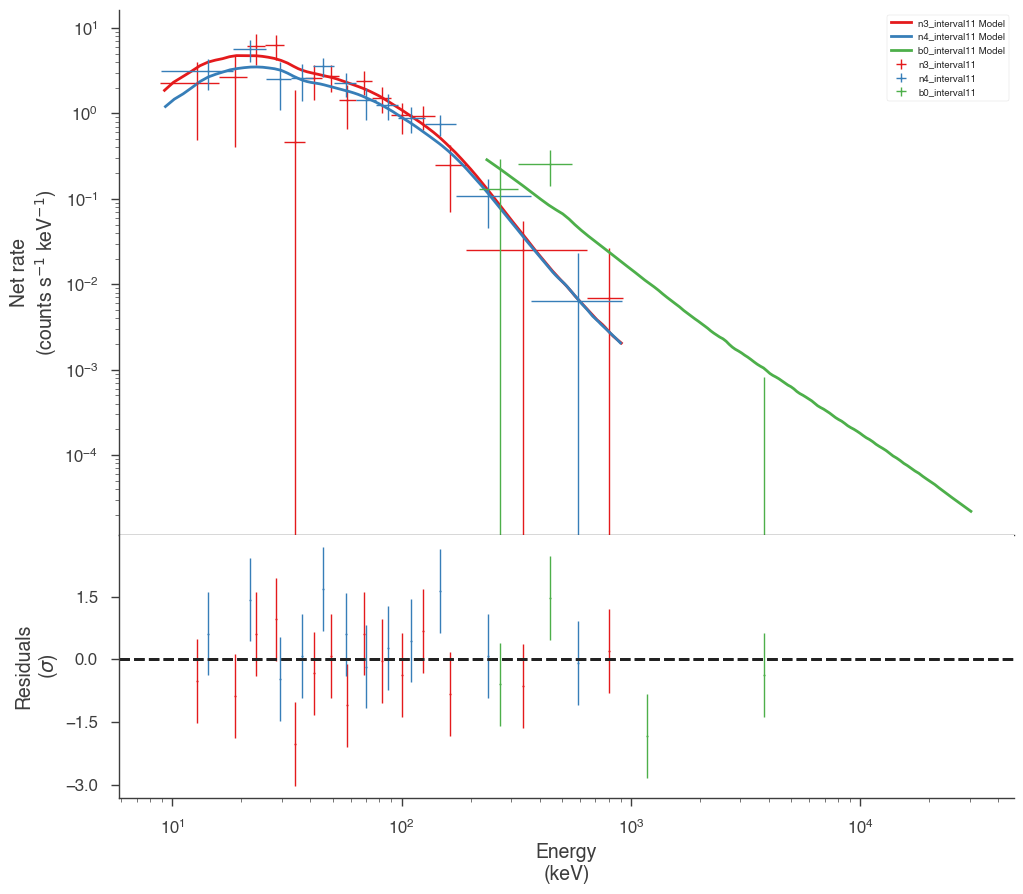 n3_interval11 Model
n4_interval11 Model
b0_interval11 Model
n3_interval11
n4_interval11
b0_interval11
10¹
10⁰
10⁻¹
10⁻²
10⁻³
10⁻⁴
Net rate
(counts s⁻¹ keV⁻¹)
1.5
0.0
−1.5
−3.0
Residuals
(σ)
10¹ 10² 10³ 10⁴
Energy
(keV)